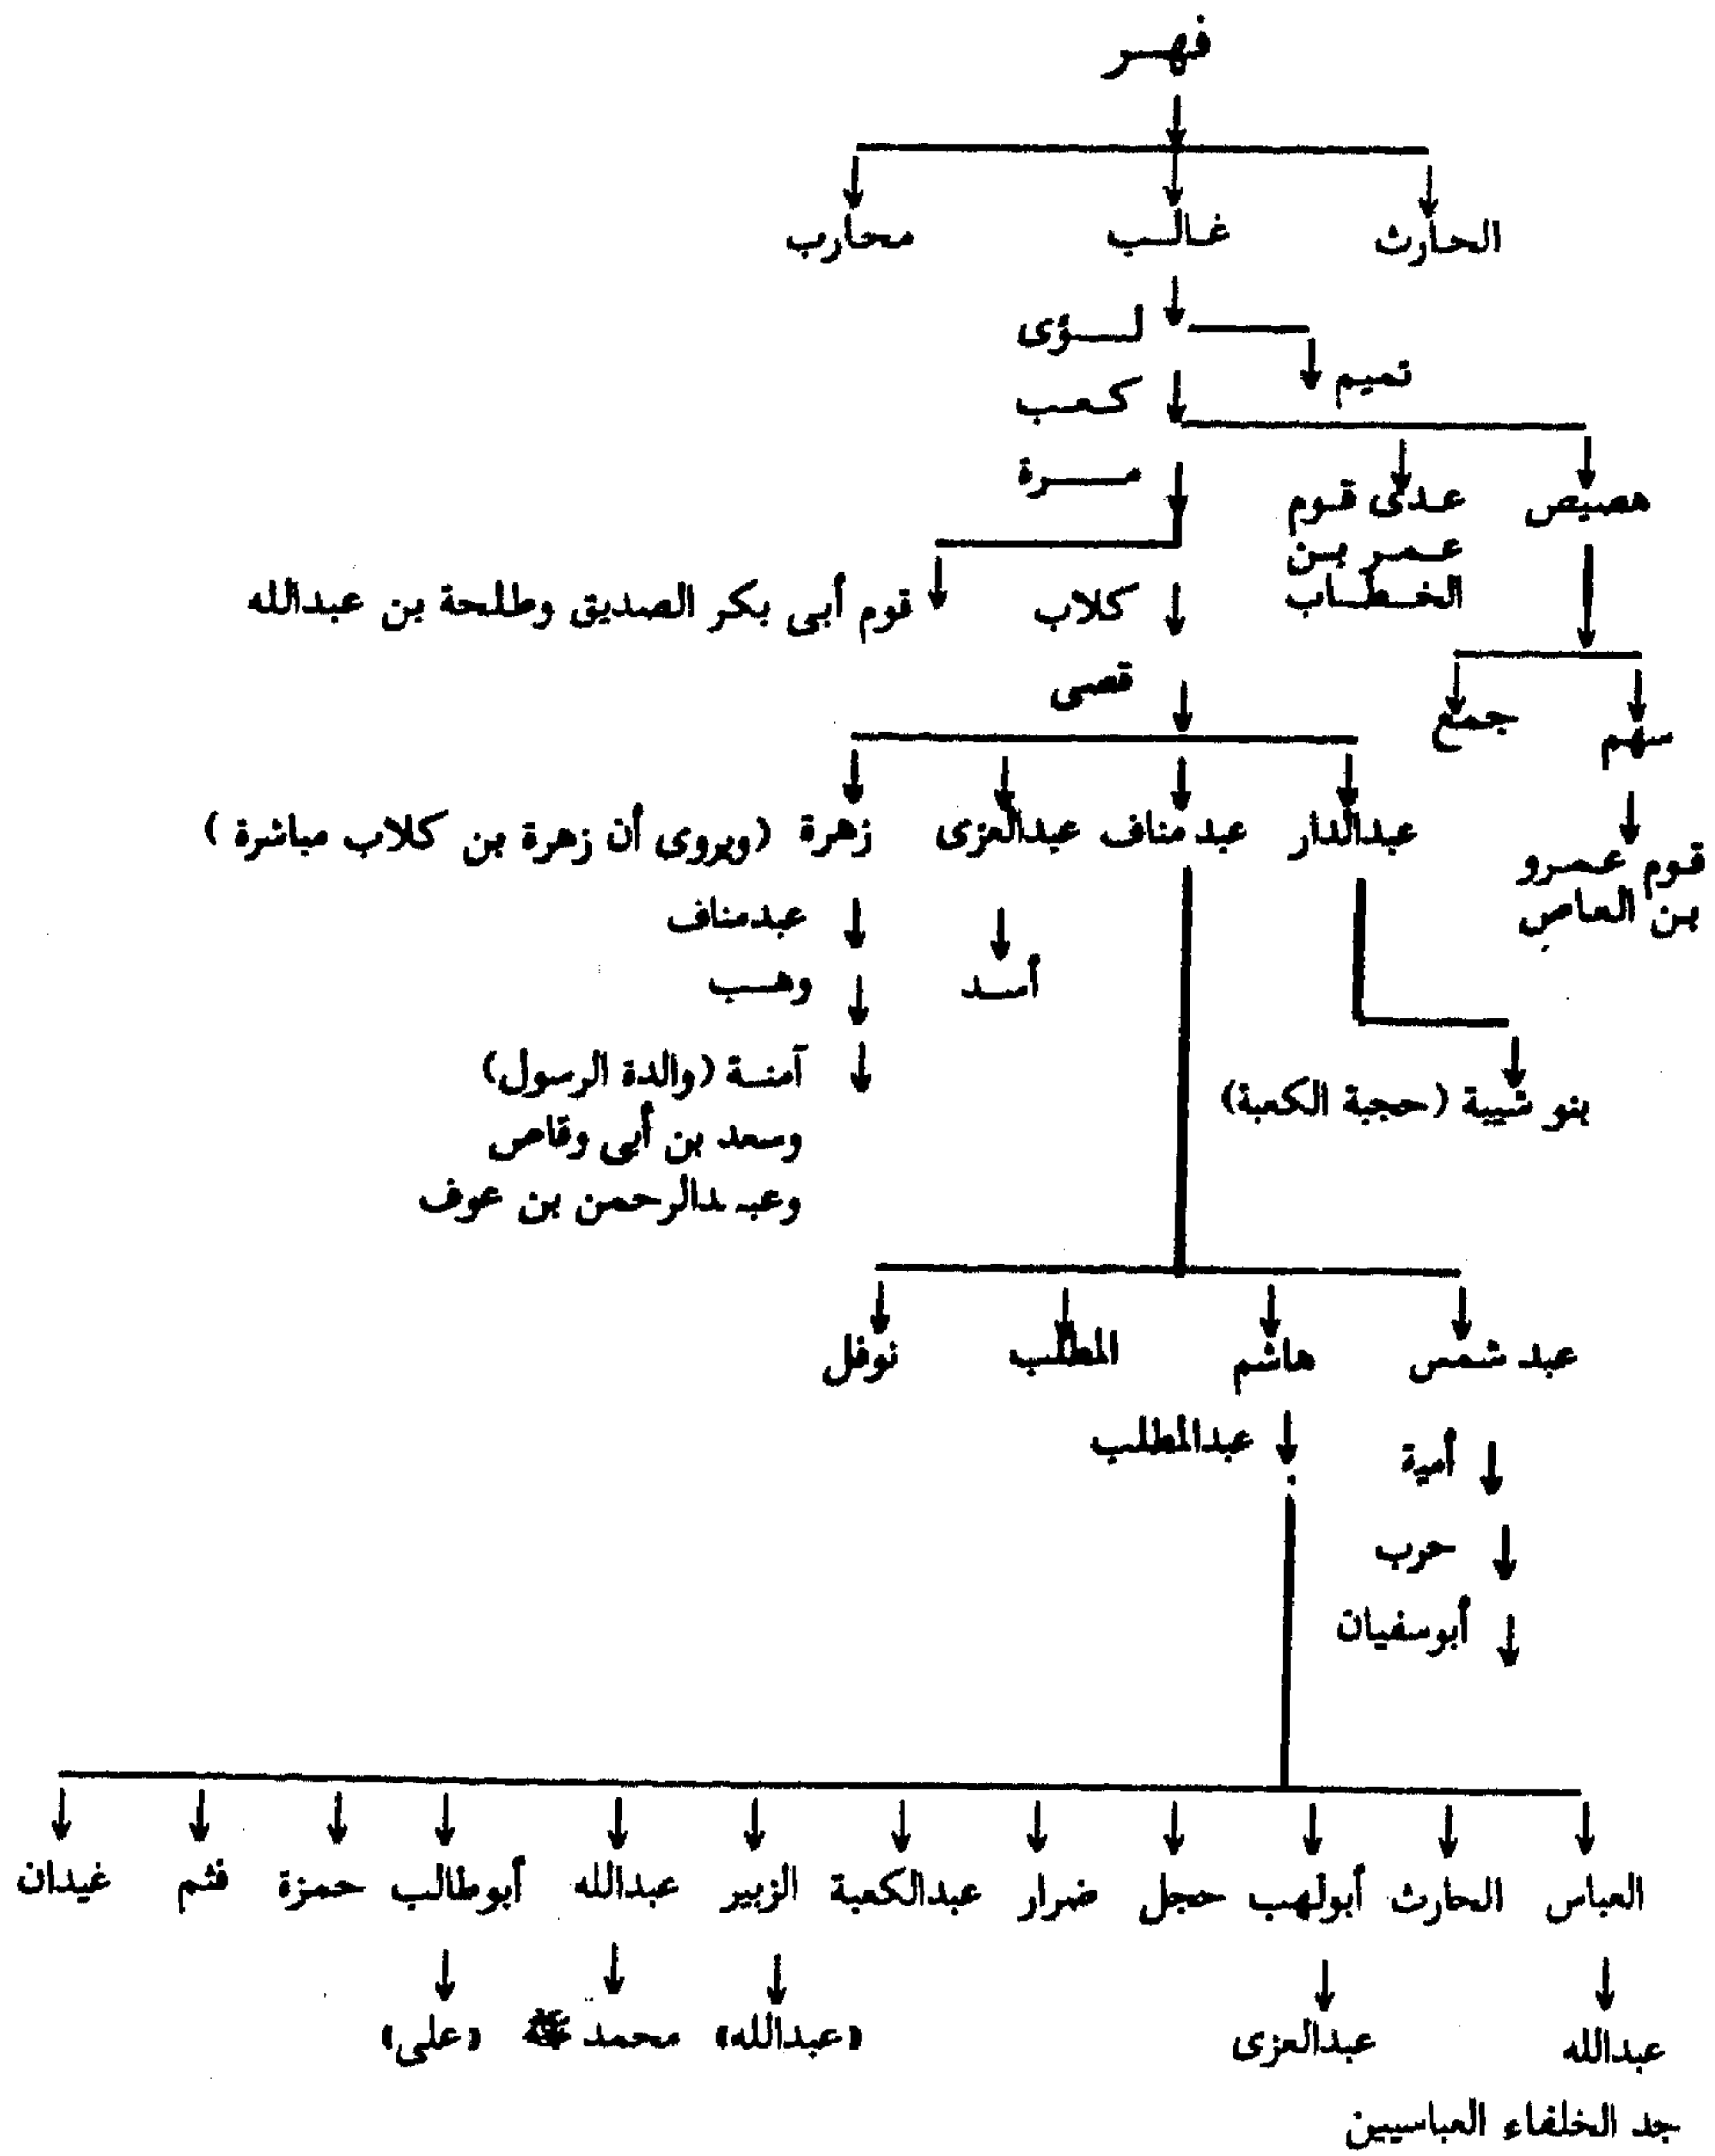 فهر
الحارث غالب محارب
لؤى
تميم
كعب
مرة
هصيص عدى قوم
عمر بن
الخطاب
كلاب قوم أبى بكر الصديق وطلحة بن عبدالله
قصى
سهم جمع
عبدالدار عبد مناف عبدالعزى زهرة (ويروى أن زهرة بن كلاب مباشرة )
قوم عمرو
بن العاص
عبدمناف
أسد وهب
آمنة (والدة الرسول)
بنو شيبة (حجبة الكعبة)
وسعد بن أبى وقاص
وعبدالرحمن بن عوف
عبد شمس هاشم المطلب نوفل
أمية عبدالمطلب
حرب
أبوسفيان
العباس الحارث أبولهب حجل ضرار عبدالكعبة الزبير عبدالله أبوطالب حمزة قثم غيدان
عبدالله عبدالعزى (عبدالله) محمد ﷺ (على)
جد الخلفاء العباسيين